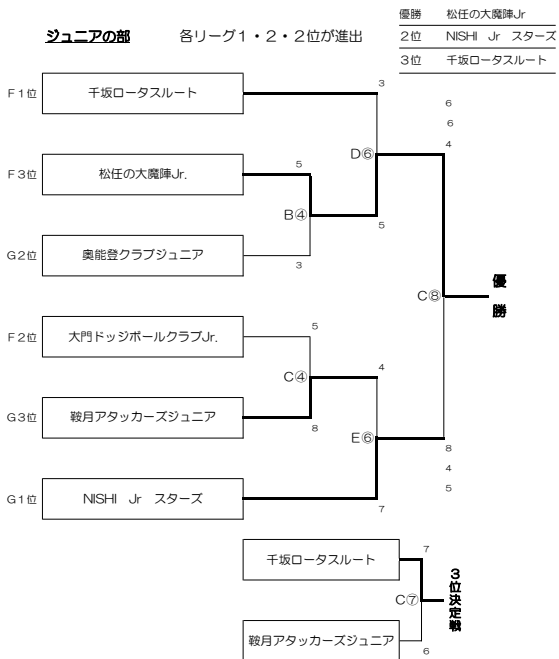 ジュニアの部　各リーグ1・2・2位が進出
優勝　松任の大魔陣Jr
2位　NISHI　Jr　スターズ
3位　千坂ロータスルート
F1位　千坂ロータスルート
3
6
6
4
D⑥
F3位　松任の大魔陣Jr.
5
B④
5
G2位　奥能登クラブジュニア
3
C⑧
優
勝
F2位　大門ドッジボールクラブJr.
5
C④
4
G3位　鞍月アタッカーズジュニア
8
E⑥
8
4
5
G1位　NISHI　Jr　スターズ
7
千坂ロータスルート
7
C⑦
3位決定戦
鞍月アタッカーズジュニア
6